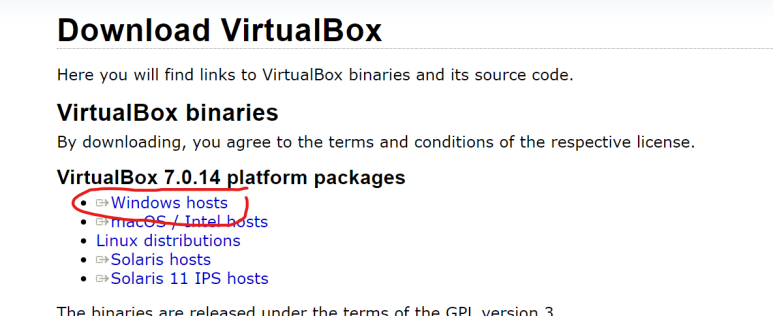 Download VirtualBox
Here you will find links to VirtualBox binaries and its source code.
VirtualBox binaries
By downloading, you agree to the terms and conditions of the respective license.
VirtualBox 7.0.14 platform packages
Windows hosts
macOS / Intel hosts
Linux distributions
Solaris hosts
Solaris 11 IPS hosts
The binaries are released under the terms of the GPL version 3.